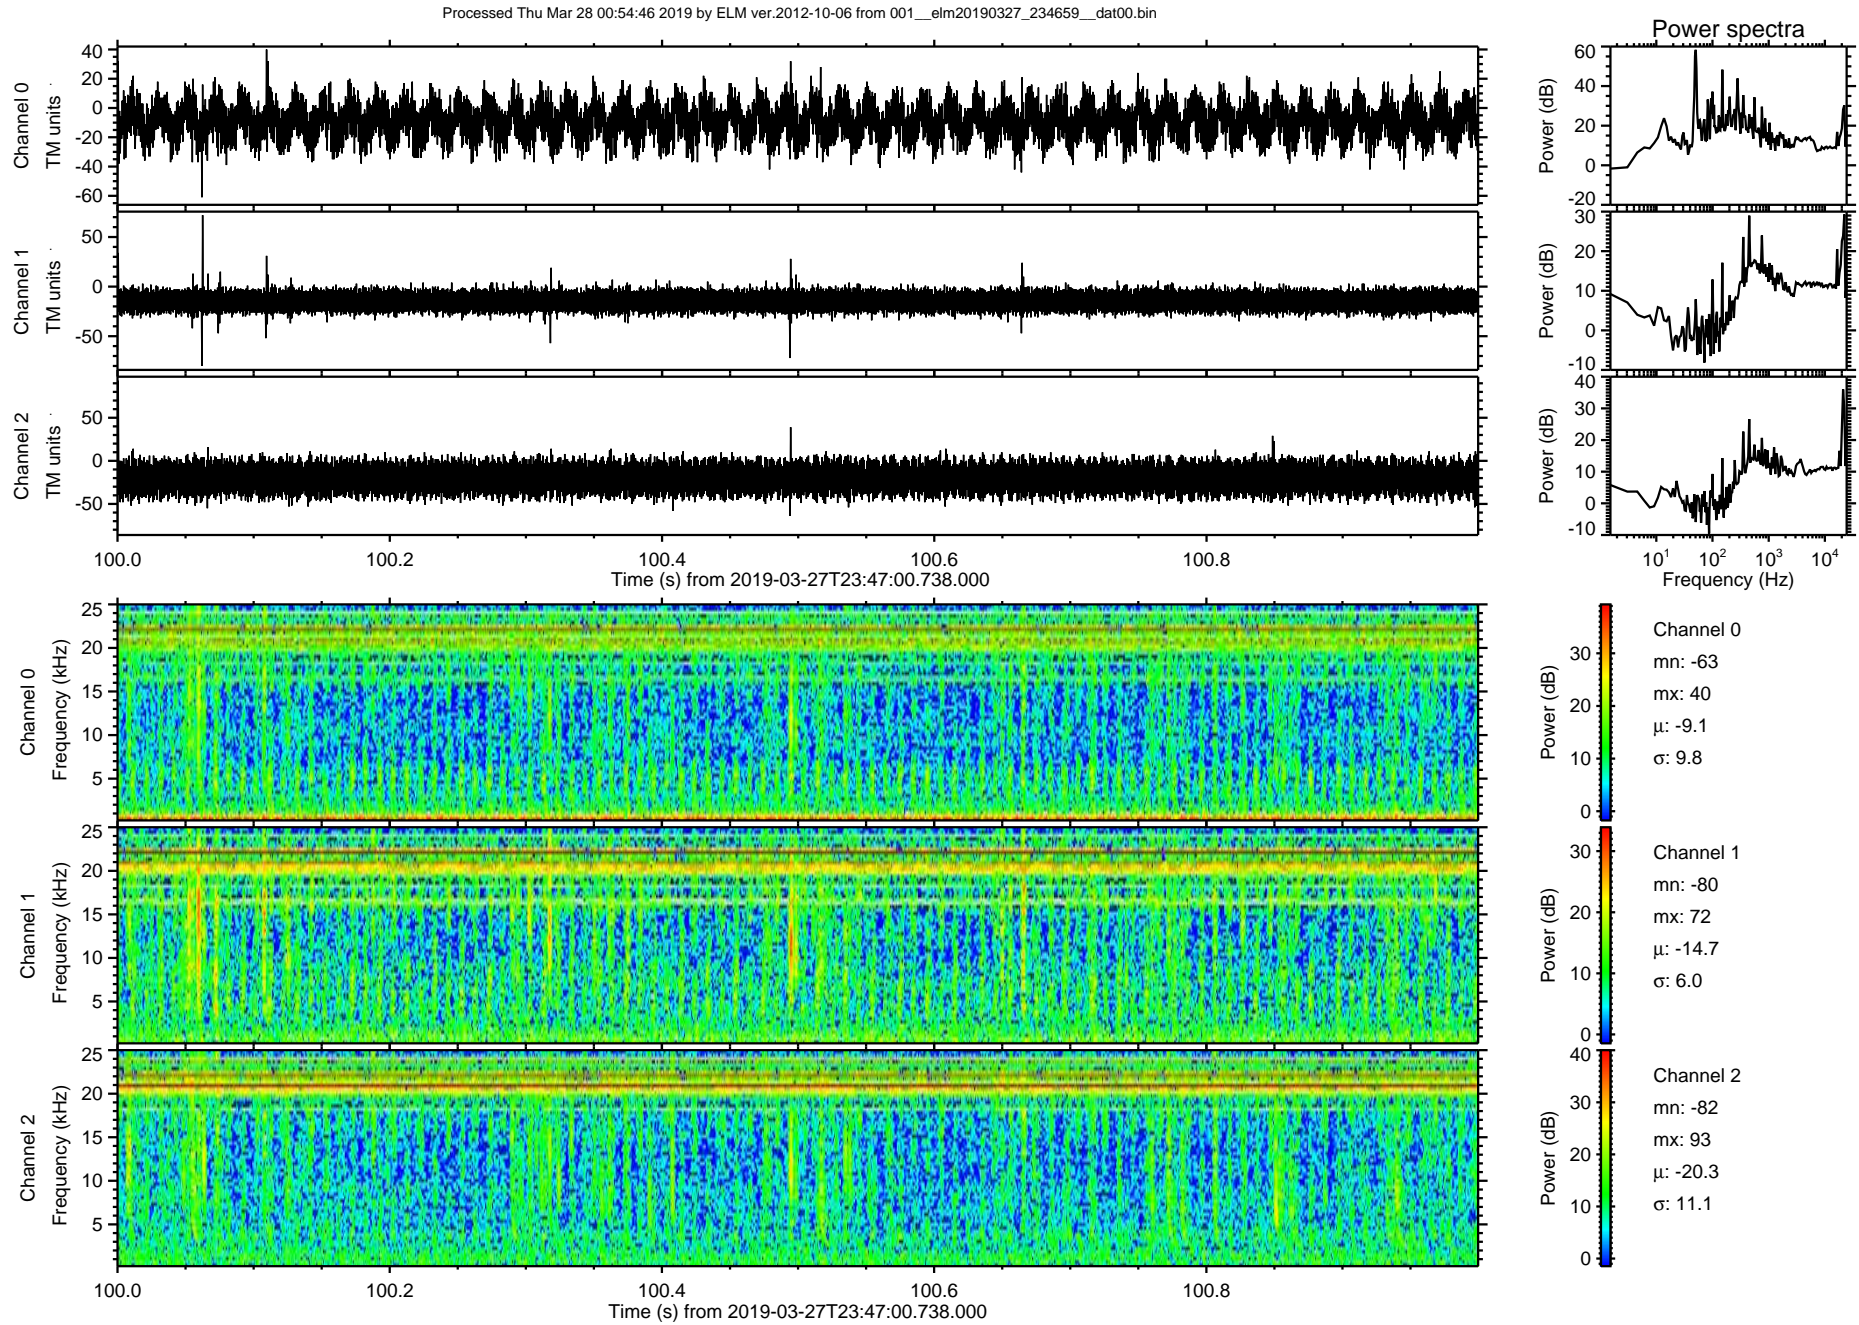 Processed Thu Mar 28 00:54:46 2019 by ELM ver.2012-10-06 from 001__elm20190327_234659__dat00.bin
Power spectra
Channel 0
TM units
40
20
0
-20
-40
-60
Power (dB)
60
40
20
0
-20
Channel 1
TM units
50
0
-50
Power (dB)
30
20
10
0
-10
Channel 2
TM units
50
0
-50
Power (dB)
40
30
20
10
0
-10
100.0 100.2 100.4 100.6 100.8
Time (s) from 2019-03-27T23:47:00.738.000
10¹ 10² 10³ 10⁴
Frequency (Hz)
Channel 0
Frequency (kHz)
25
20
15
10
5
Power (dB)
30
20
10
0
Channel 0
mn: -63
mx: 40
μ: -9.1
σ: 9.8
Channel 1
Frequency (kHz)
25
20
15
10
5
Power (dB)
30
20
10
0
Channel 1
mn: -80
mx: 72
μ: -14.7
σ: 6.0
Channel 2
Frequency (kHz)
25
20
15
10
5
Power (dB)
40
30
20
10
0
Channel 2
mn: -82
mx: 93
μ: -20.3
σ: 11.1
100.0 100.2 100.4 100.6 100.8
Time (s) from 2019-03-27T23:47:00.738.000